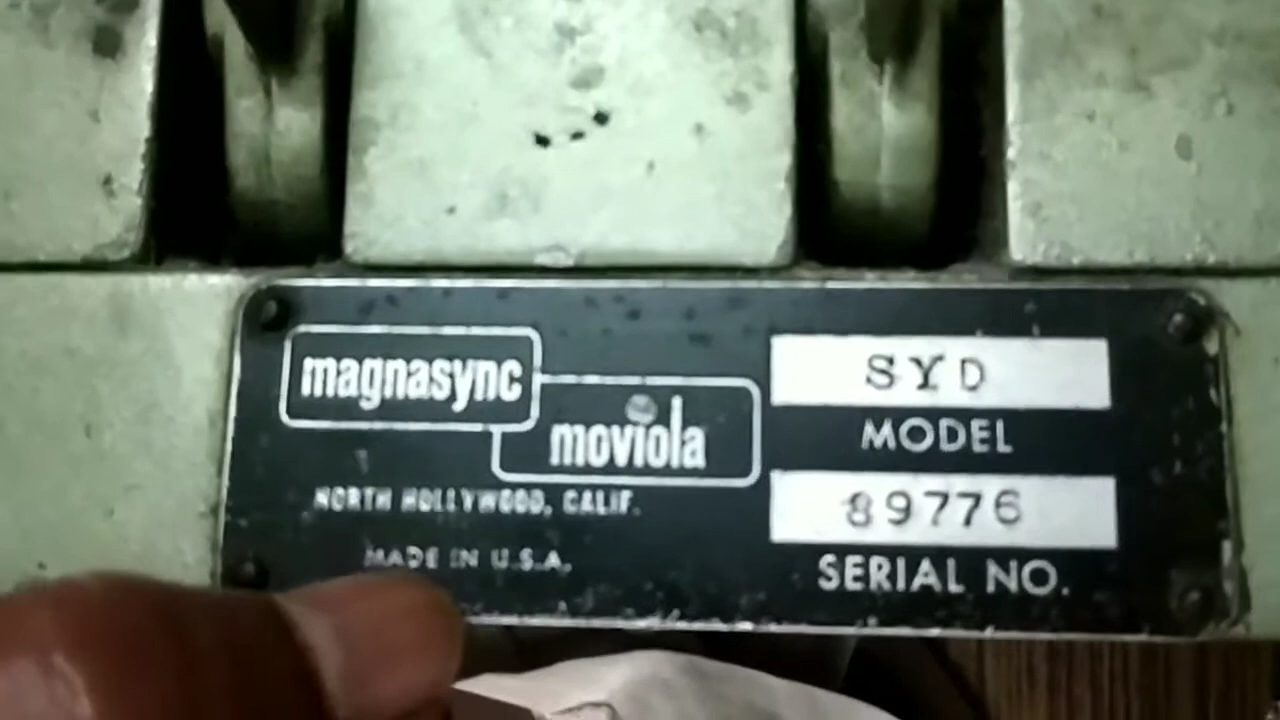 magnasync
moviola
NORTH HOLLYWOOD, CALIF.
MADE IN U.S.A.
SYD
MODEL
89776
SERIAL NO.